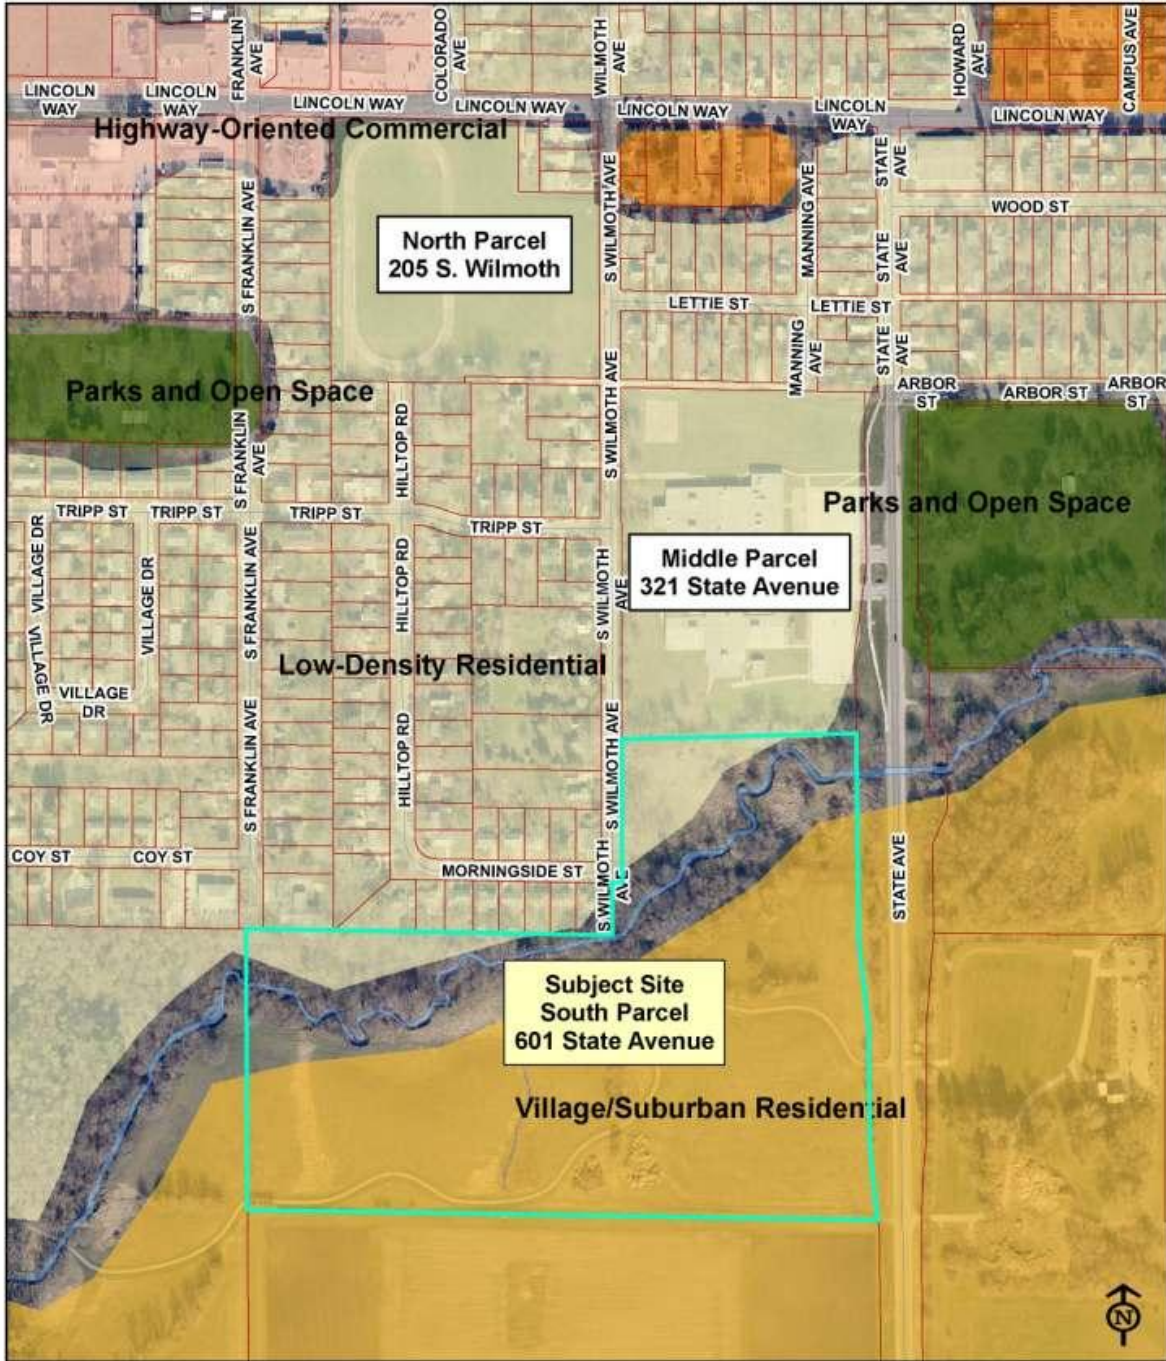 FRANKLIN
AVE
COLORADO
AVE
WILMOTH
AVE
HOWARD
AVE
CAMPUS AVE
LINCOLN
WAY
LINCOLN
WAY
LINCOLN WAY
LINCOLN WAY
LINCOLN WAY
LINCOLN
WAY
LINCOLN WAY
Highway-Oriented Commercial
STATE
AVE
S FRANKLIN AVE
North Parcel
205 S. Wilmoth
S WILMOTH AVE
MANNING AVE
STATE
AVE
WOOD ST
LETTIE ST
LETTIE ST
MANNING
AVE
STATE
AVE
S WILMOTH AVE
ARBOR
ST
ARBOR ST
ARBOR
ST
Parks and Open Space
S FRANKLIN
AVE
HILLTOP RD
Parks and Open Space
TRIPP ST
TRIPP ST
TRIPP ST
TRIPP ST
VILLAGE DR
VILLAGE DR
VILLAGE DR
VILLAGE
DR
S FRANKLIN AVE
HILLTOP RD
S WILMOTH
AVE
Middle Parcel
321 State Avenue
Low-Density Residential
S FRANKLIN AVE
HILLTOP RD
S WILMOTH AVE
COY ST
COY ST
MORNINGSIDE ST
S WILMOTH
AVE
STATE AVE
Subject Site
South Parcel
601 State Avenue
Village/Suburban Residential
N